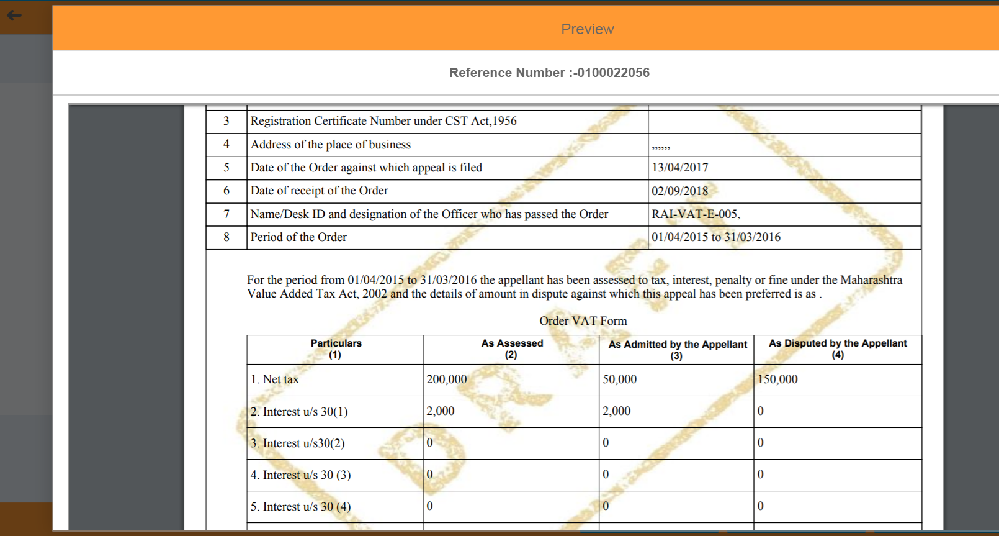 Preview
Reference Number :-0100022056
3 Registration Certificate Number under CST Act,1956
4 Address of the place of business ,,,,,,
5 Date of the Order against which appeal is filed 13/04/2017
6 Date of receipt of the Order 02/09/2018
7 Name/Desk ID and designation of the Officer who has passed the Order RAI-VAT-E-005,
8 Period of the Order 01/04/2015 to 31/03/2016
For the period from 01/04/2015 to 31/03/2016 the appellant has been assessed to tax, interest, penalty or fine under the Maharashtra
Value Added Tax Act, 2002 and the details of amount in dispute against which this appeal has been preferred is as .
Order VAT Form
Particulars As Assessed As Admitted by the Appellant As Disputed by the Appellant
(1) (2) (3) (4)
1. Net tax 200,000 50,000 150,000
2. Interest u/s 30(1) 2,000 2,000 0
3. Interest u/s30(2) 0 0 0
4. Interest u/s 30 (3) 0 0 0
5. Interest u/s 30 (4) 0 0 0
DRAFT